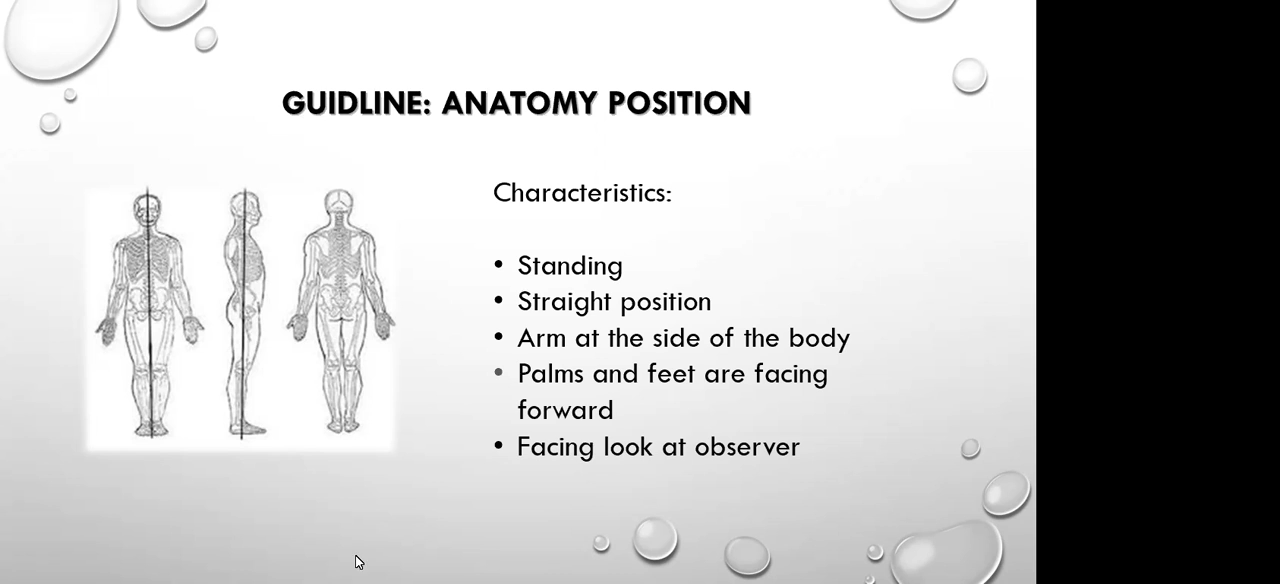 GUIDLINE: ANATOMY POSITION
Characteristics:
• Standing
• Straight position
• Arm at the side of the body
• Palms and feet are facing
forward
• Facing look at observer